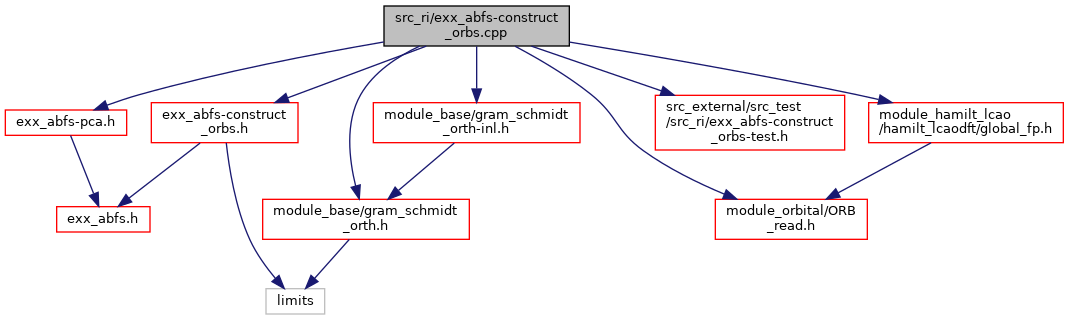 src_ri/exx_abfs-construct
_orbs.cpp
exx_abfs-pca.h
exx_abfs-construct
_orbs.h
module_base/gram_schmidt
_orth-inl.h
src_external/src_test
/src_ri/exx_abfs-construct
_orbs-test.h
module_hamilt_lcao
/hamilt_lcaodft/global_fp.h
exx_abfs.h
module_base/gram_schmidt
_orth.h
module_orbital/ORB
_read.h
limits